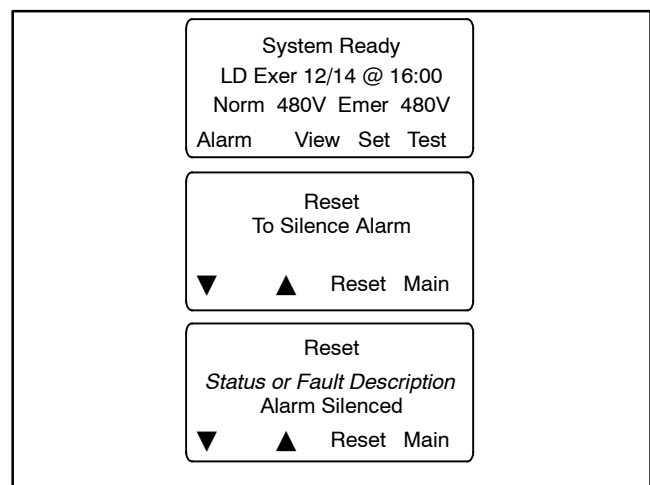 System Ready
LD Exer 12/14 @ 16:00
Norm 480V Emer 480V
Alarm View Set Test
Reset
To Silence Alarm
▼ ▲ Reset Main
Reset
Status or Fault Description
Alarm Silenced
▼ ▲ Reset Main